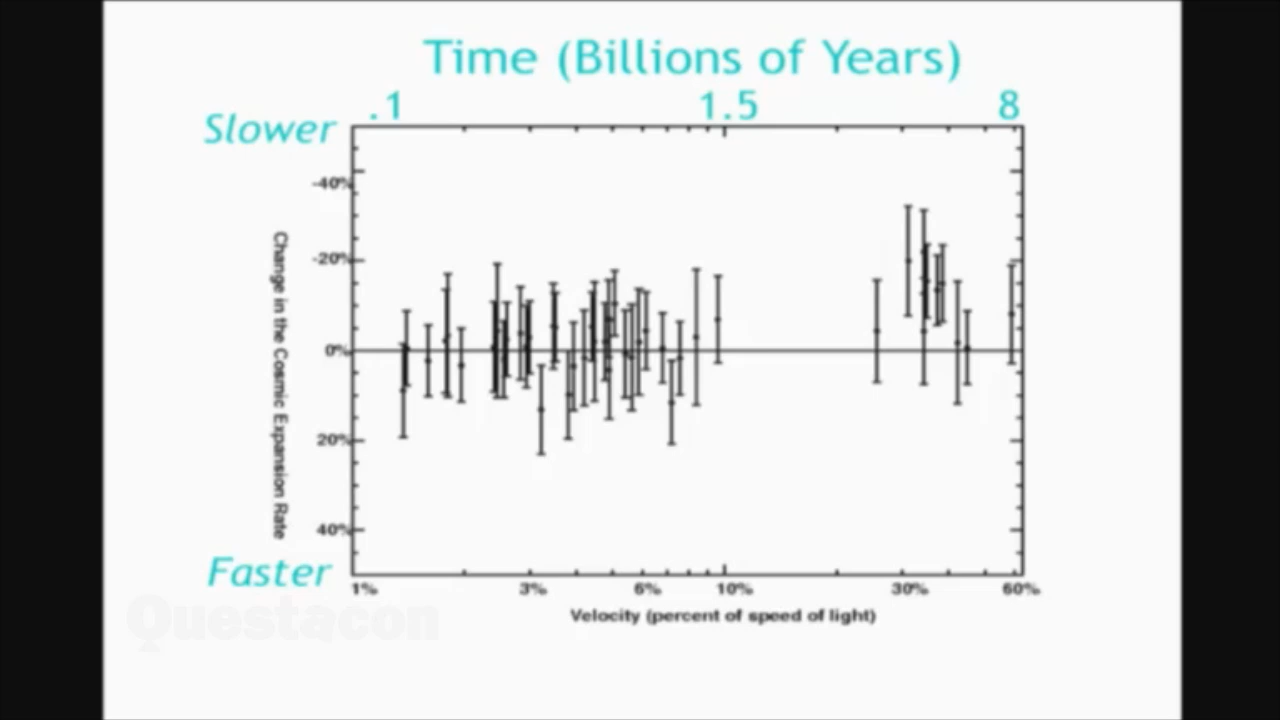 Time (Billions of Years)
.1 1.5 8
Slower
-40%
-20%
0%
20%
40%
Change in the Cosmic Expansion Rate
Faster
1% 3% 6% 10% 30% 60%
Velocity (percent of speed of light)
Questacon